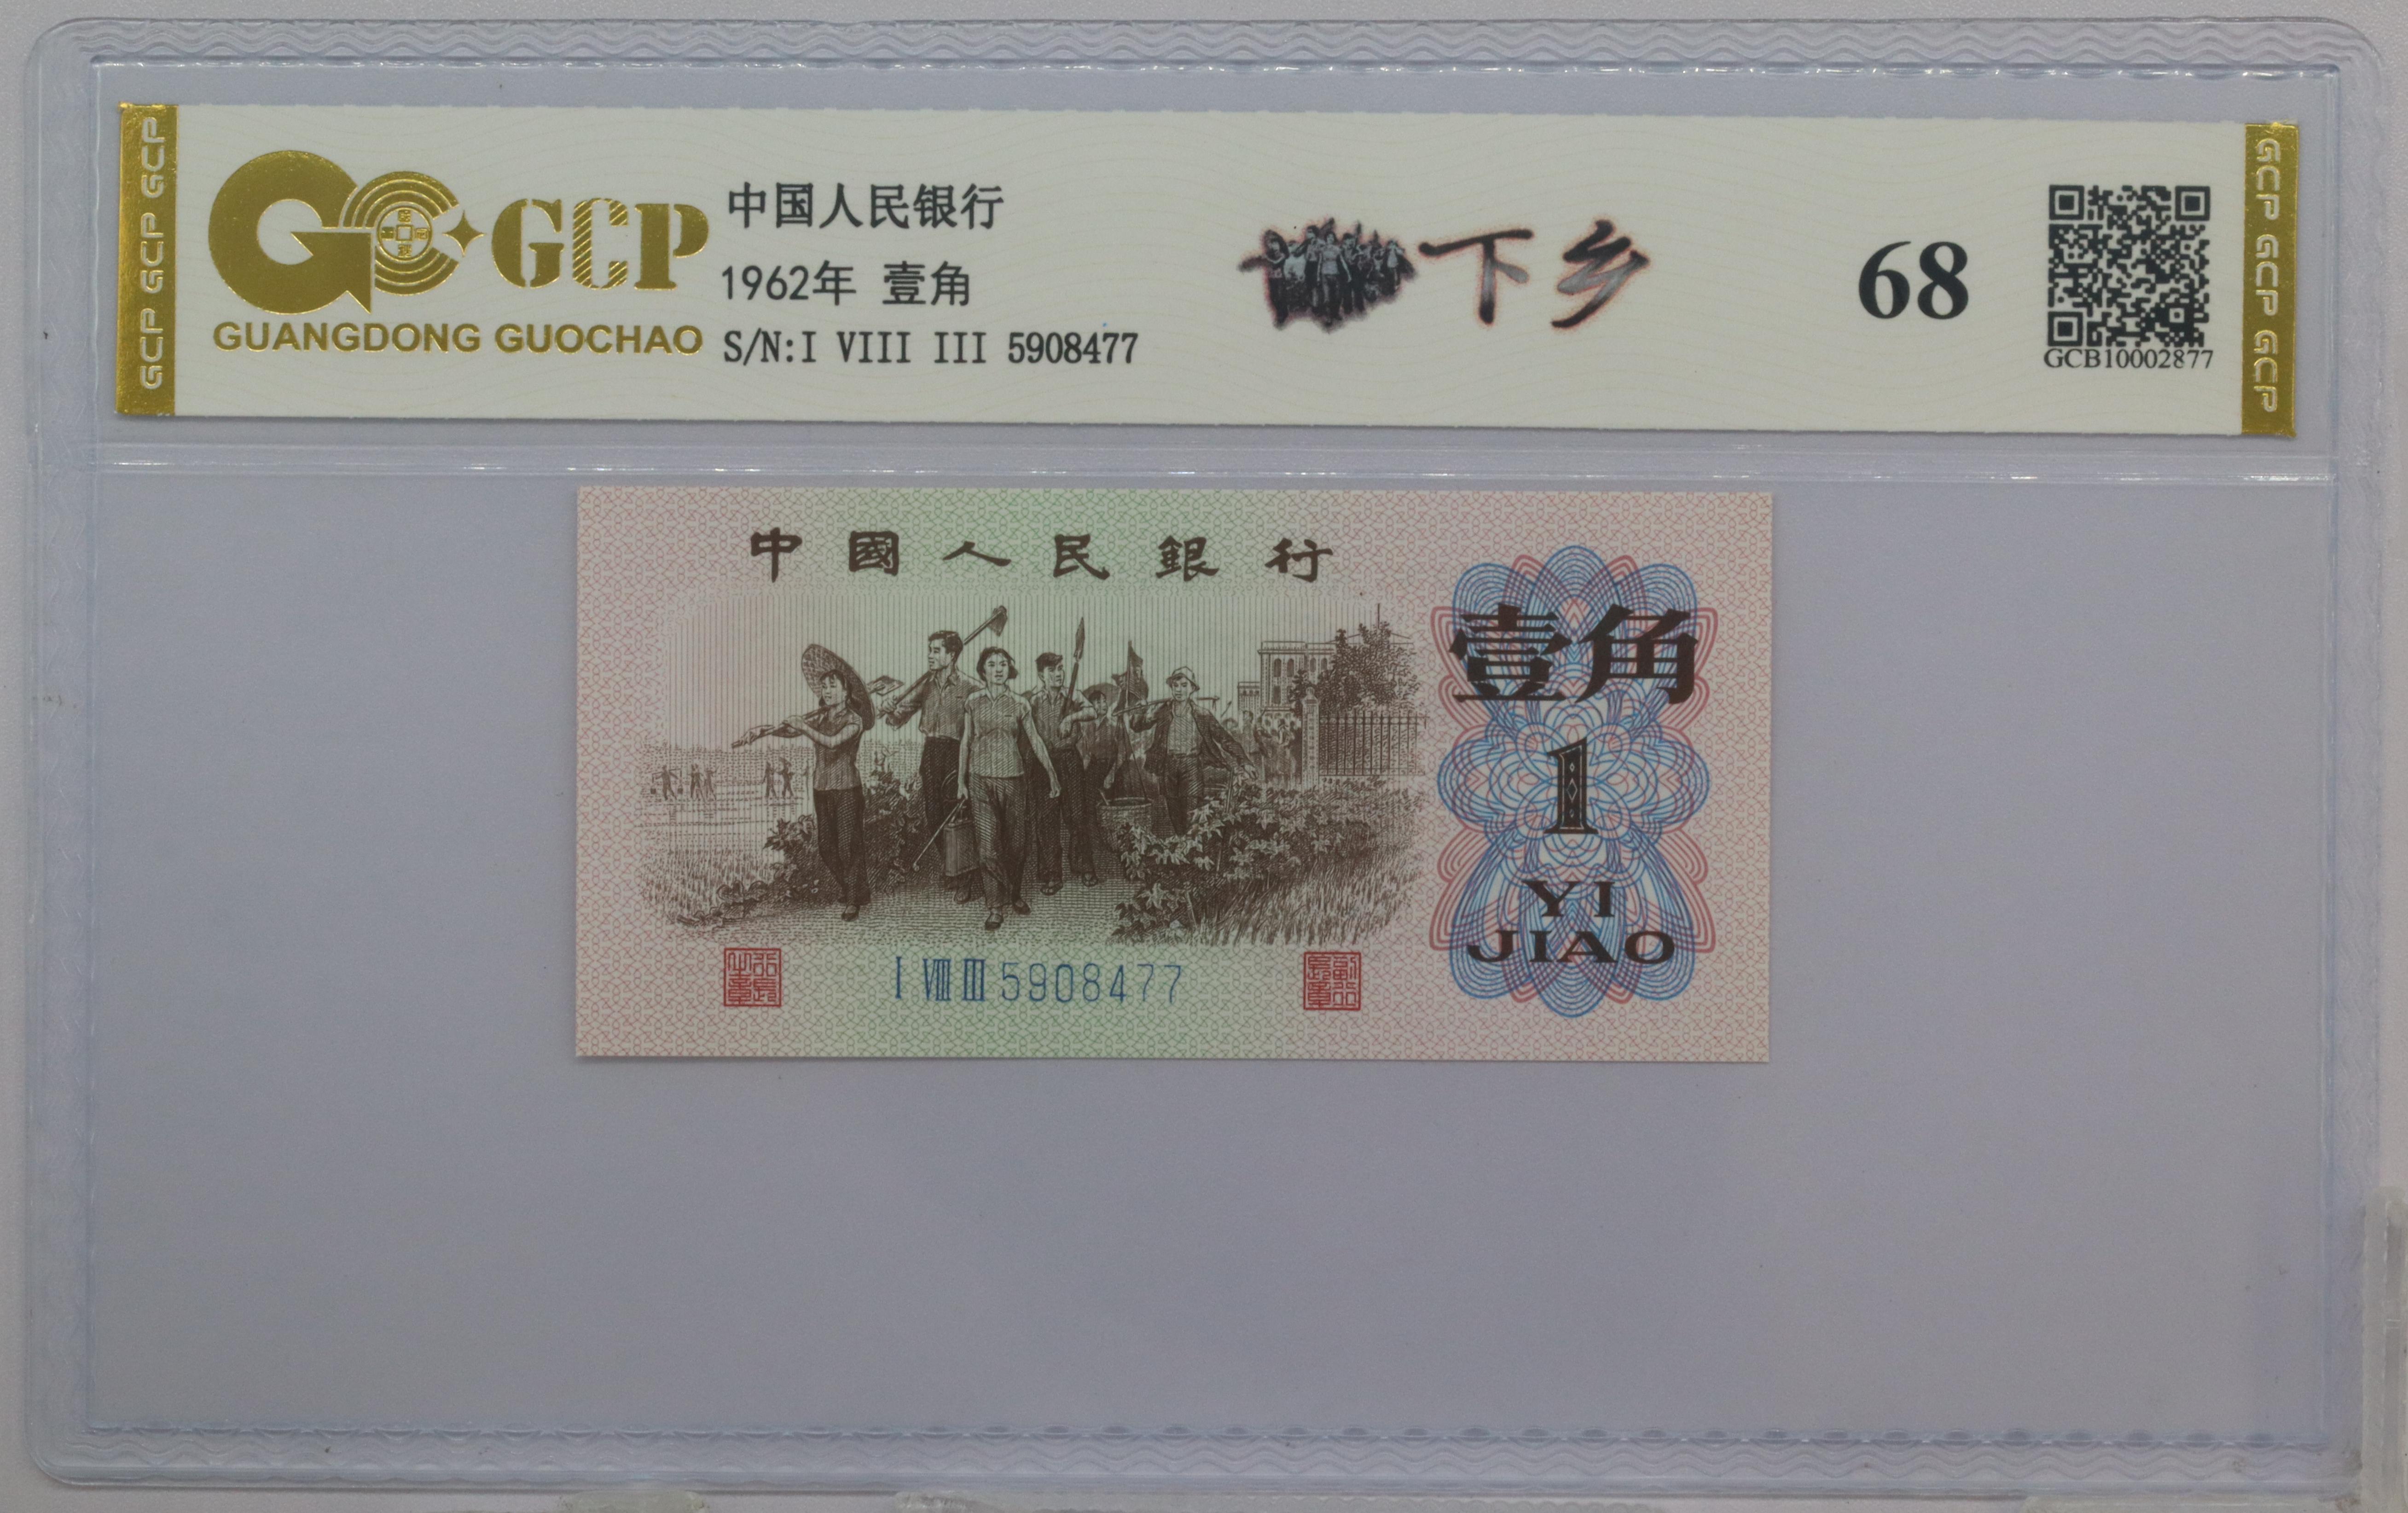 GCP GCP GCP GCP
GCP
GUANGDONG GUOCHAO
中国人民银行
1962年 壹角
S/N:I VIII III 5908477
下乡
68
GCB10002877
GCP GCP GCP GCP
中國人民銀行
壹角
1
YI
JIAO
I VIII III 5908477